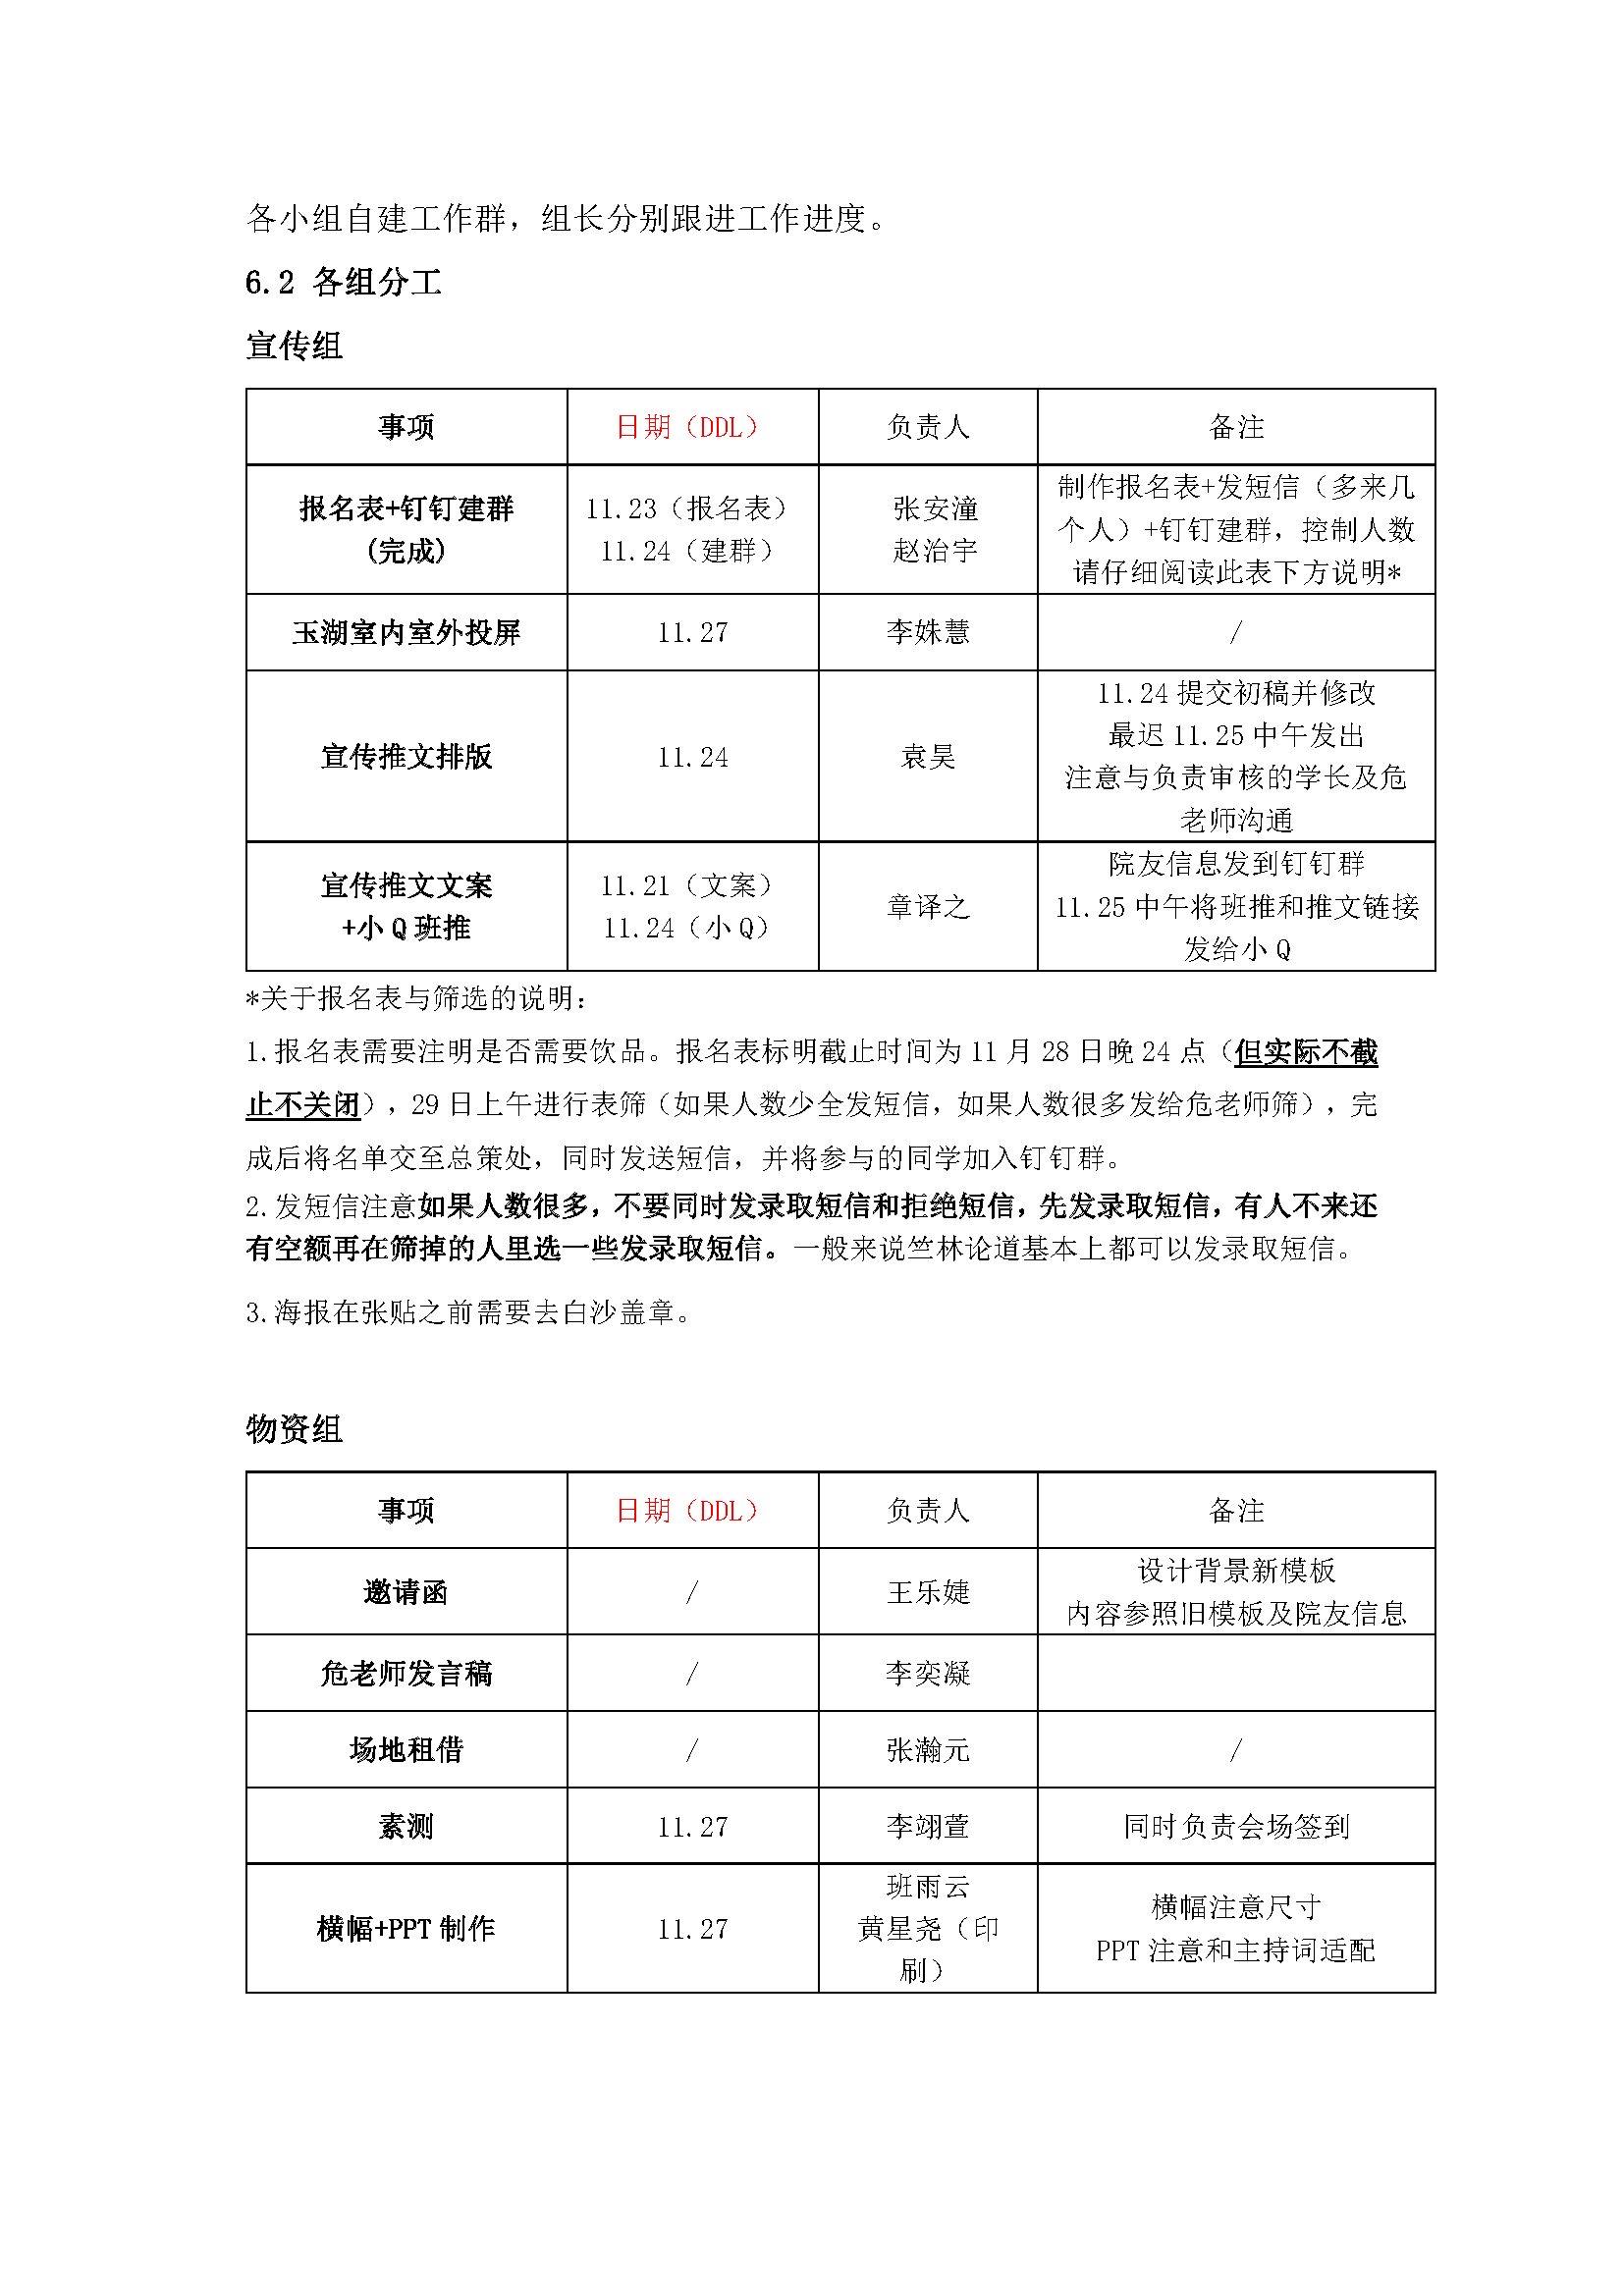 各小组自建工作群，组长分别跟进工作进度。
6.2 各组分工
宣传组
事项 日期（DDL） 负责人 备注
报名表+钉钉建群
(完成)
11.23（报名表）
11.24（建群）
张安潼
赵治宇
制作报名表+发短信（多来几
个人）+钉钉建群，控制人数
请仔细阅读此表下方说明*
玉湖室内室外投屏 11.27 李姝慧 /
宣传推文排版 11.24 袁昊
11.24 提交初稿并修改
最迟 11.25 中午发出
注意与负责审核的学长及危
老师沟通
宣传推文文案
+小 Q 班推
11.21（文案）
11.24（小 Q）
章译之
院友信息发到钉钉群
11.25 中午将班推和推文链接
发给小 Q
*关于报名表与筛选的说明：
1.报名表需要注明是否需要饮品。报名表标明截止时间为 11 月 28 日晚 24 点（但实际不截
止不关闭），29 日上午进行表筛（如果人数少全发短信，如果人数很多发给危老师筛），完
成后将名单交至总策处，同时发送短信，并将参与的同学加入钉钉群。
2.发短信注意如果人数很多，不要同时发录取短信和拒绝短信，先发录取短信，有人不来还
有空额再在筛掉的人里选一些发录取短信。一般来说竺林论道基本上都可以发录取短信。
3.海报在张贴之前需要去白沙盖章。
物资组
事项 日期（DDL） 负责人 备注
邀请函 / 王乐婕
设计背景新模板
内容参照旧模板及院友信息
危老师发言稿 / 李奕凝
场地租借 / 张瀚元 /
素测 11.27 李翊萱 同时负责会场签到
横幅+PPT 制作 11.27
班雨云
黄星尧（印
刷）
横幅注意尺寸
PPT 注意和主持词适配